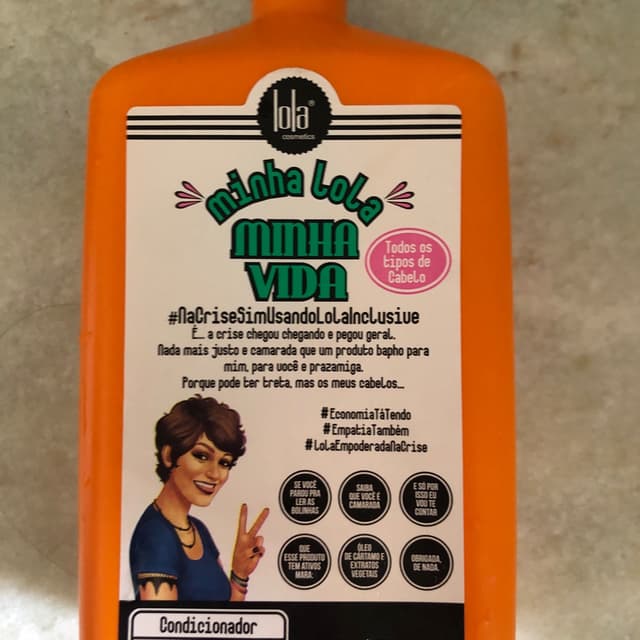 lola®
cosmetics
minha lola
MINHA
VIDA
Todos os
tipos de
Cabelo
#NaCriseSimUsandoLolaInclusive
É... a crise chegou chegando e pegou geral.
Nada mais justo e camarada que um produto bapho para
mim, para você e prazamiga.
Porque pode ter treta, mas os meus cabelos...
#EconomiaTáTendo
#EmpatiaTambém
#LolaEmpoderadaNaCrise
SE VOCÊ
PAROU PRA
LER AS
BOLINHAS
SAIBA
QUE VOCÊ É
CAMARADA
E SÓ POR
ISSO EU
VOU TE
CONTAR
QUE
ESSE PRODUTO
TEM ATIVOS
MARA:
ÓLEO
DE CÁRTAMO E
EXTRATOS
VEGETAIS
OBRIGADA,
DE NADA.
Condicionador